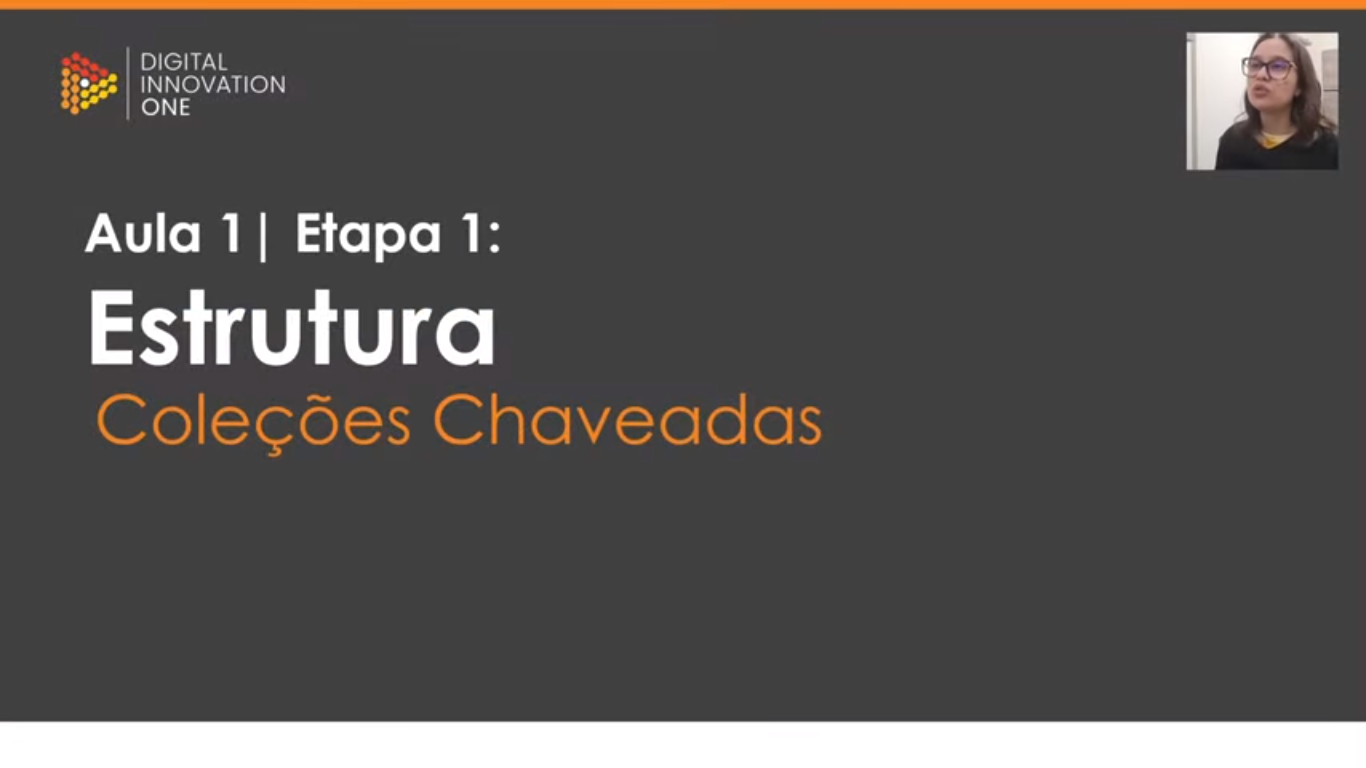 DIGITAL
INNOVATION
ONE
Aula 1| Etapa 1:
Estrutura
Coleções Chaveadas